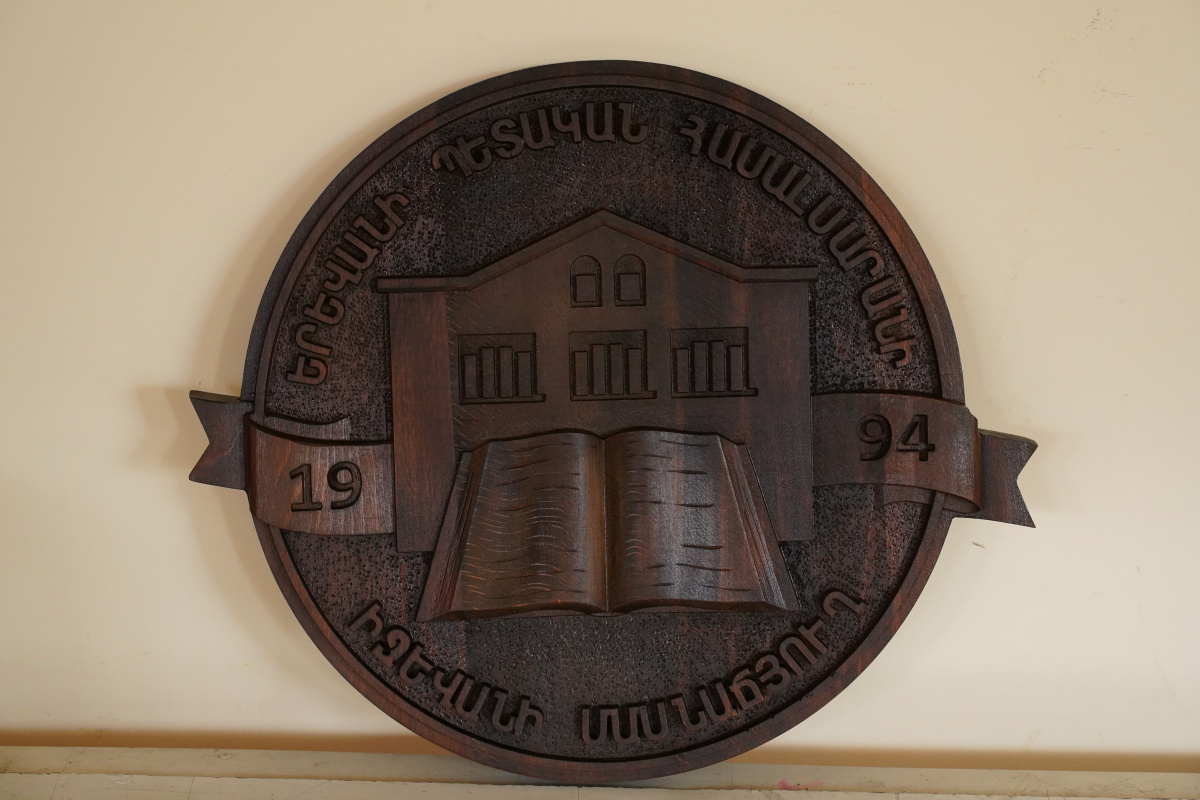 ԵՐԵՎԱՆԻ ՊԵՏԱԿԱՆ ՀԱՄԱԼՍԱՐԱՆԻ
19 94
ԻՋԵՎԱՆԻ ՄԱՍՆԱՃՅՈՒՂ